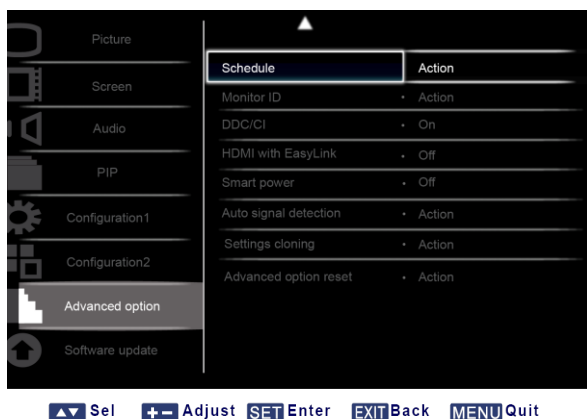 Picture
Screen
Audio
PIP
Configuration1
Configuration2
Advanced option
Software update
Schedule Action
Monitor ID • Action
DDC/CI • On
HDMI with EasyLink • Off
Smart power • Off
Auto signal detection • Action
Settings cloning • Action
Advanced option reset • Action
Sel Adjust SET Enter EXIT Back MENU Quit